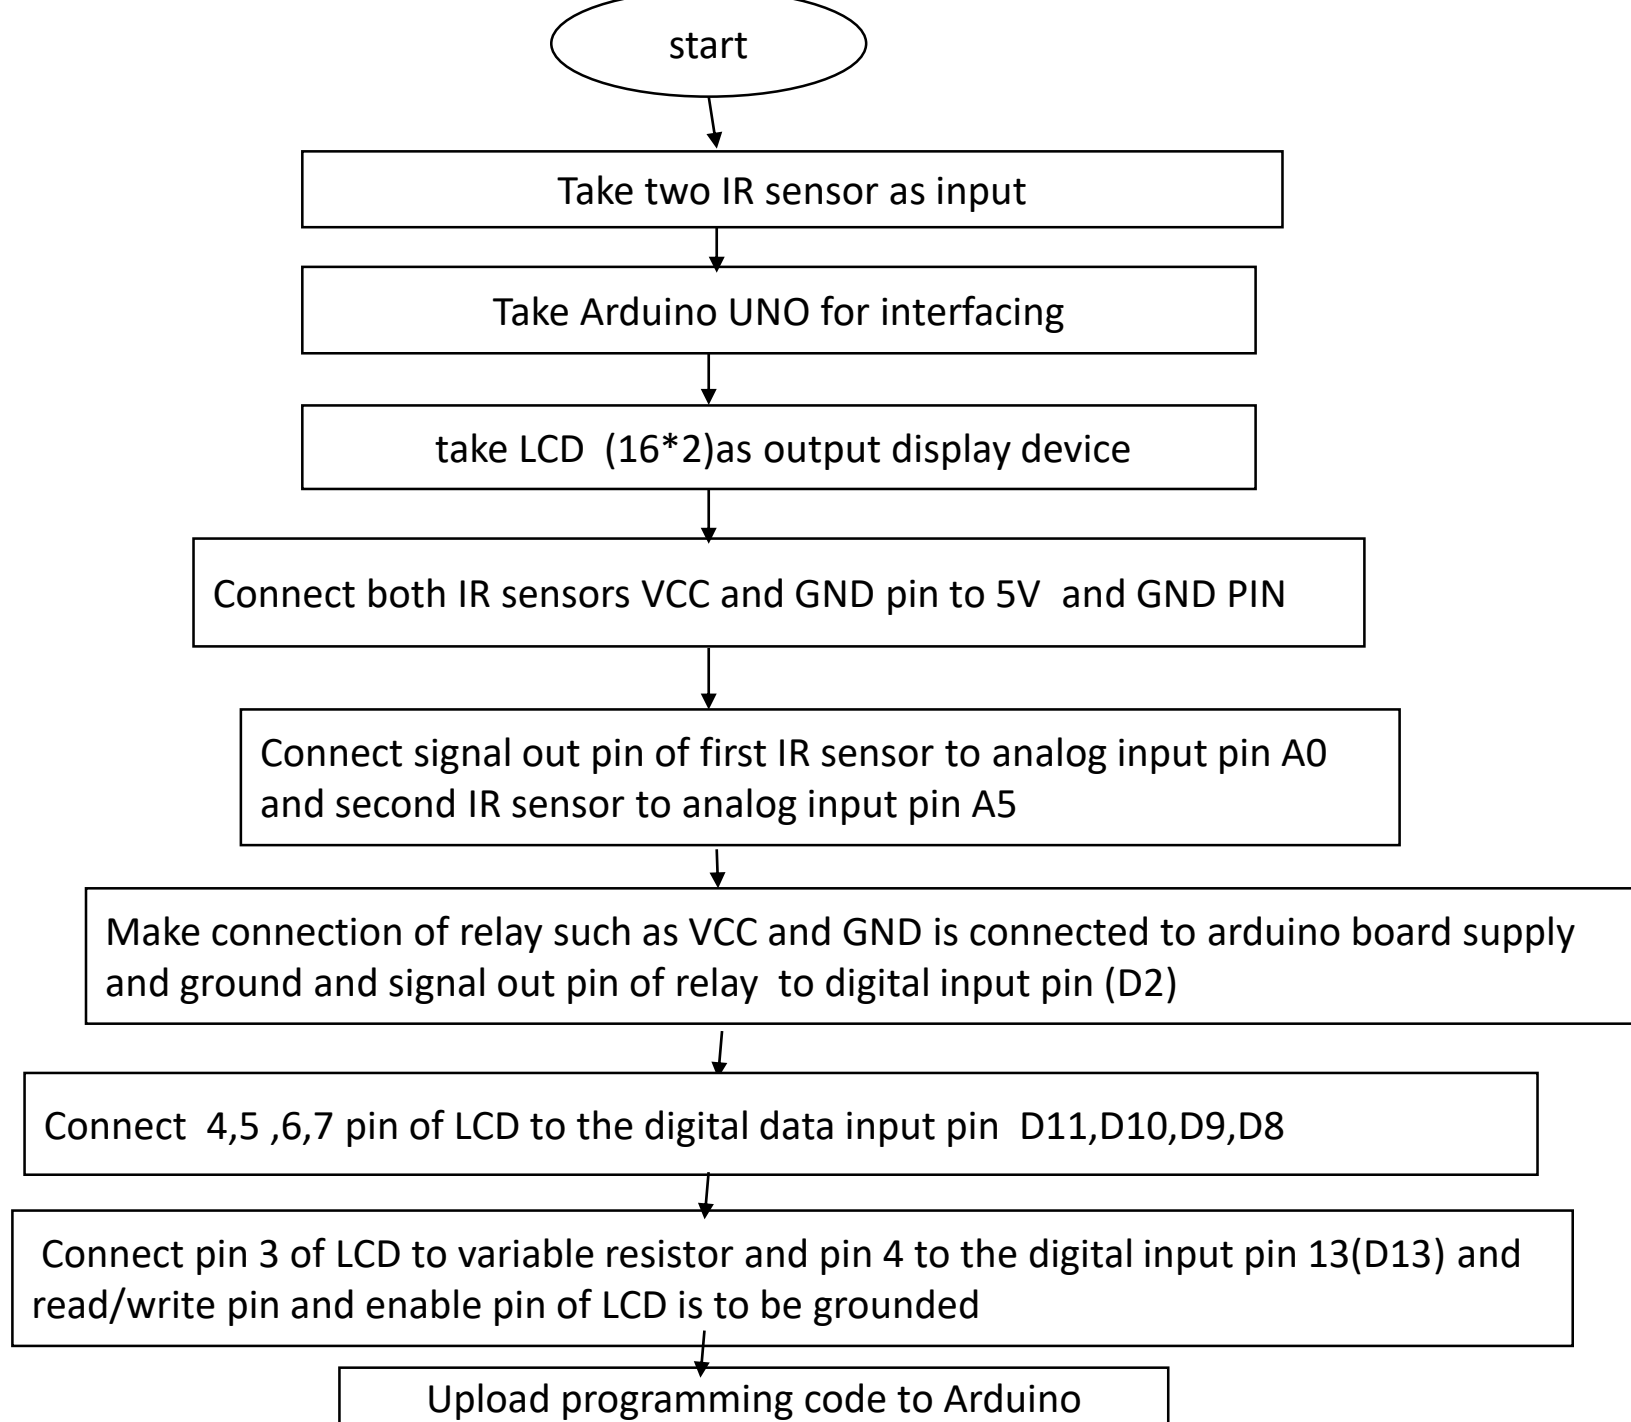 start
Take two IR sensor as input
Take Arduino UNO for interfacing
take LCD  (16*2)as output display device
Connect both IR sensors VCC and GND pin to 5V  and GND PIN
Connect signal out pin of first IR sensor to analog input pin A0
and second IR sensor to analog input pin A5
Make connection of relay such as VCC and GND is connected to arduino board supply
and ground and signal out pin of relay  to digital input pin (D2)
Connect  4,5 ,6,7 pin of LCD to the digital data input pin  D11,D10,D9,D8
Connect pin 3 of LCD to variable resistor and pin 4 to the digital input pin 13(D13) and
read/write pin and enable pin of LCD is to be grounded
Upload programming code to Arduino